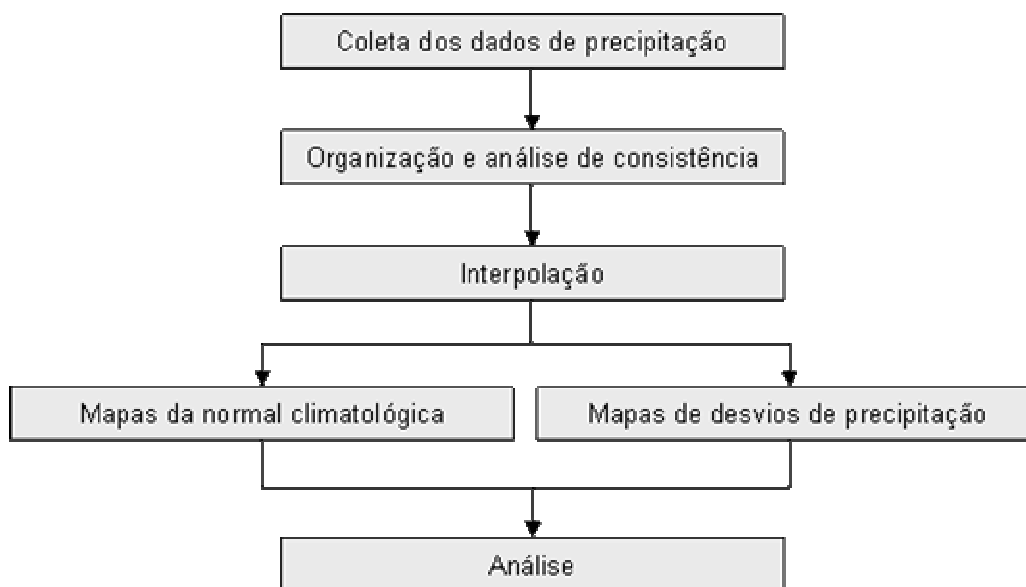 Coleta dos dados de precipitação
Organização e análise de consistência
Interpolação
Mapas da normal climatológica
Mapas de desvios de precipitação
Análise